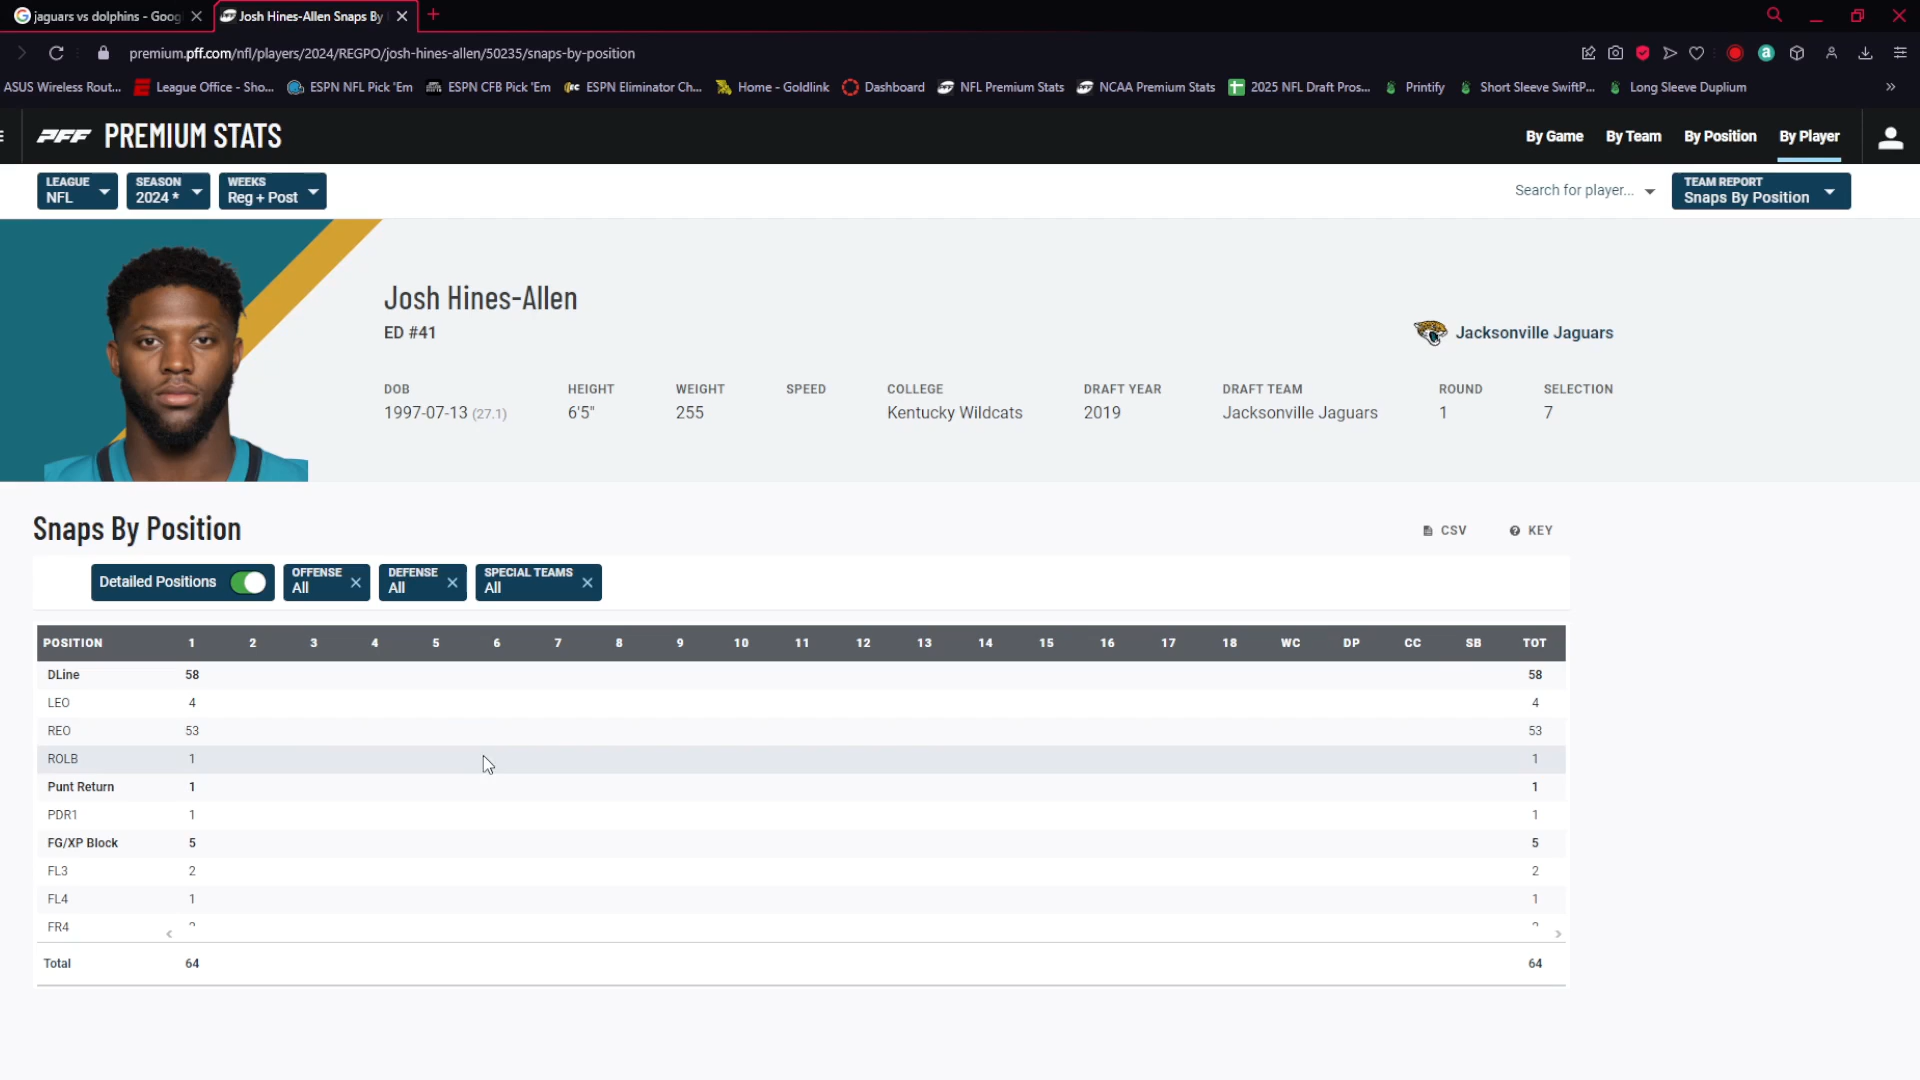 jaguars vs dolphins - Goog
Josh Hines-Allen Snaps By
premium.pff.com/nfl/players/2024/REGPO/josh-hines-allen/50235/snaps-by-position
ASUS Wireless Rout... League Office - Sho... ESPN NFL Pick 'Em ESPN CFB Pick 'Em ESPN Eliminator Ch... Home - Goldlink Dashboard NFL Premium Stats NCAA Premium Stats 2025 NFL Draft Pros... Printify Short Sleeve SwiftP... Long Sleeve Duplium
PFF PREMIUM STATS By Game By Team By Position By Player
LEAGUE SEASON WEEKS TEAM REPORT
NFL 2024 * Reg + Post Search for player... Snaps By Position
Josh Hines-Allen
ED #41 Jacksonville Jaguars
DOB HEIGHT WEIGHT SPEED COLLEGE DRAFT YEAR DRAFT TEAM ROUND SELECTION
1997-07-13 (27.1) 6'5" 255 Kentucky Wildcats 2019 Jacksonville Jaguars 1 7
Snaps By Position CSV KEY
Detailed Positions OFFENSE All DEFENSE All SPECIAL TEAMS All
POSITION 1 2 3 4 5 6 7 8 9 10 11 12 13 14 15 16 17 18 WC DP CC SB TOT
DLine 58 58
LEO 4 4
REO 53 53
ROLB 1 1
Punt Return 1 1
PDR1 1 1
FG/XP Block 5 5
FL3 2 2
FL4 1 1
FR4
Total 64 64